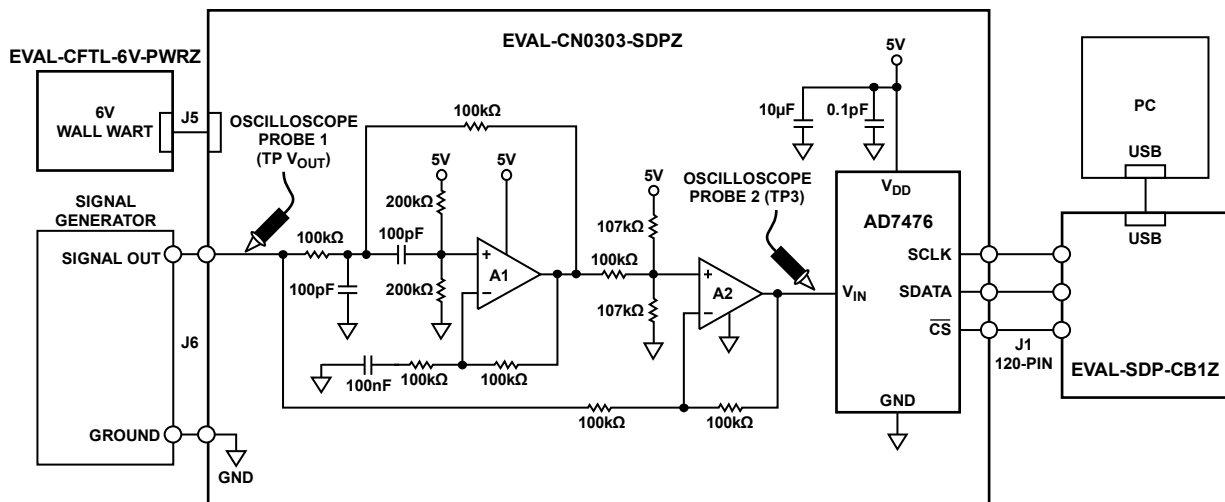 EVAL-CN0303-SDPZ
EVAL-CFTL-6V-PWRZ
6V
WALL WART
J5
OSCILLOSCOPE
PROBE 1
(TP VOUT)
SIGNAL
GENERATOR
SIGNAL OUT
J6
GROUND
GND
100kΩ
5V
5V
200kΩ
100kΩ
100pF
+
A1
−
100pF
200kΩ
100nF
100kΩ
100kΩ
5V
107kΩ
100kΩ
107kΩ
+
A2
−
100kΩ
100kΩ
OSCILLOSCOPE
PROBE 2 (TP3)
5V
10µF
0.1pF
VDD
AD7476
VIN
SCLK
SDATA
CS
GND
J1
120-PIN
PC
USB
USB
EVAL-SDP-CB1Z